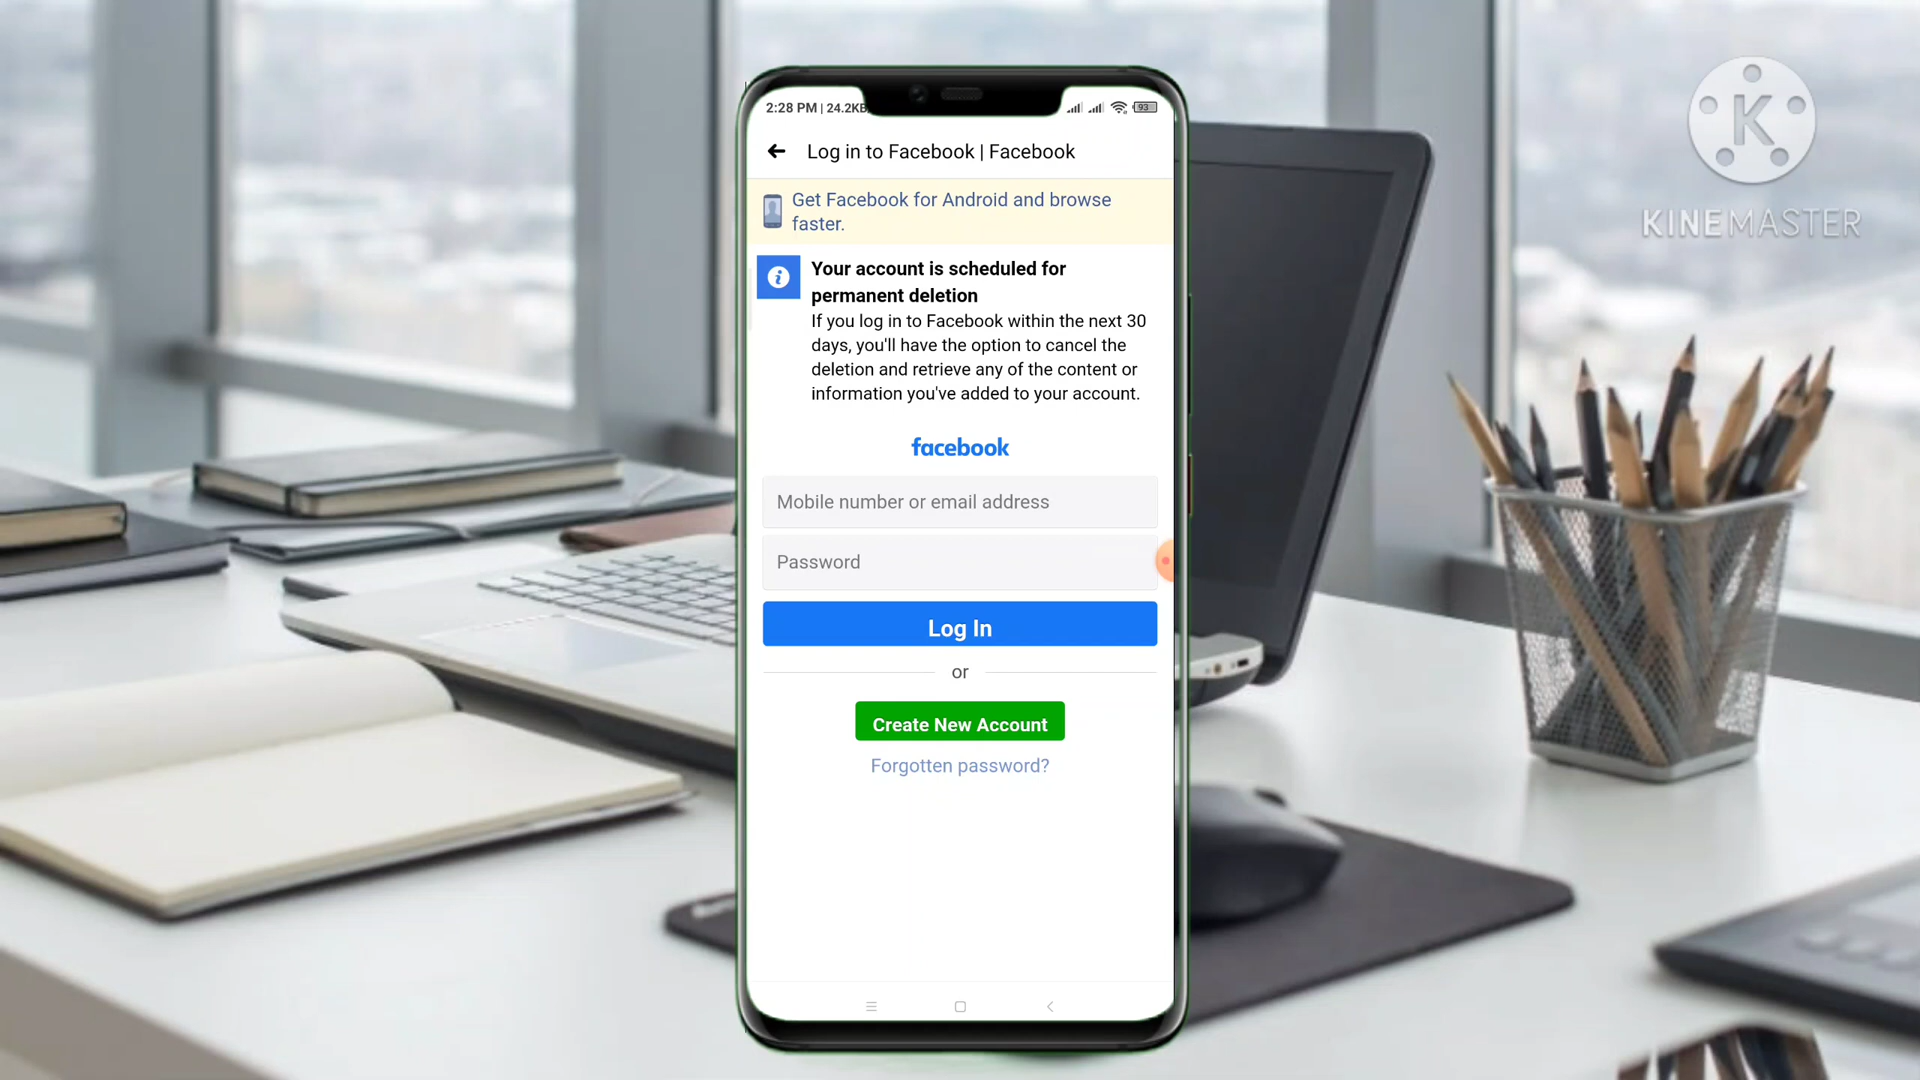 2:28 PM | 24.2KB
93
Log in to Facebook | Facebook
Get Facebook for Android and browse
faster.
Your account is scheduled for
permanent deletion
If you log in to Facebook within the next 30
days, you'll have the option to cancel the
deletion and retrieve any of the content or
information you've added to your account.
facebook
Mobile number or email address
Password
Log In
or
Create New Account
Forgotten password?
K
KINEMASTER